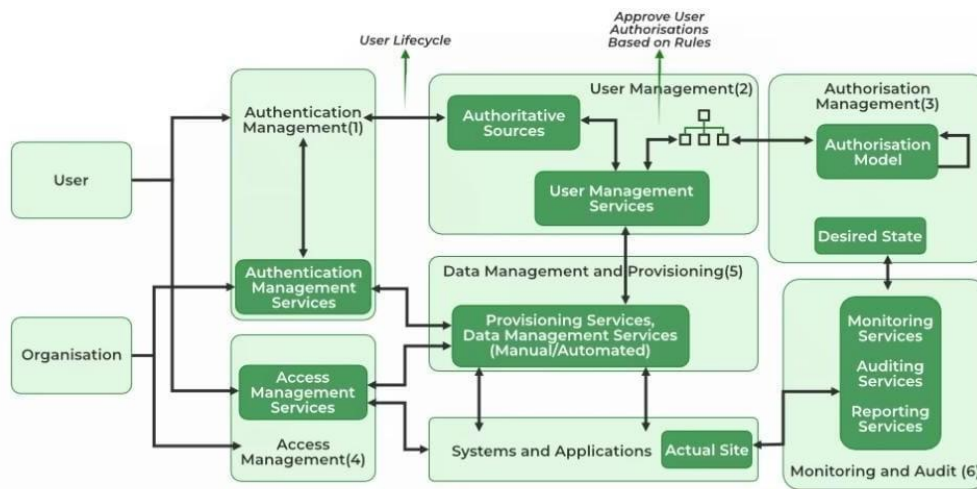 User Lifecycle
Approve User
Authorisations
Based on Rules
User
Organisation
Authentication
Management(1)
Authentication
Management
Services
Access
Management
Services
Access
Management(4)
User Management(2)
Authoritative
Sources
User Management
Services
Data Management and Provisioning(5)
Provisioning Services,
Data Management Services
(Manual/Automated)
Systems and Applications
Actual Site
Authorisation
Management(3)
Authorisation
Model
Desired State
Monitoring
Services
Auditing
Services
Reporting
Services
Monitoring and Audit (6)